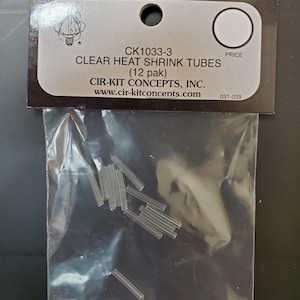 CK1033-3
PRICE
CLEAR HEAT SHRINK TUBES
(12 pak)
CIR-KIT CONCEPTS, INC.
www.cir-kitconcepts.com
031-039